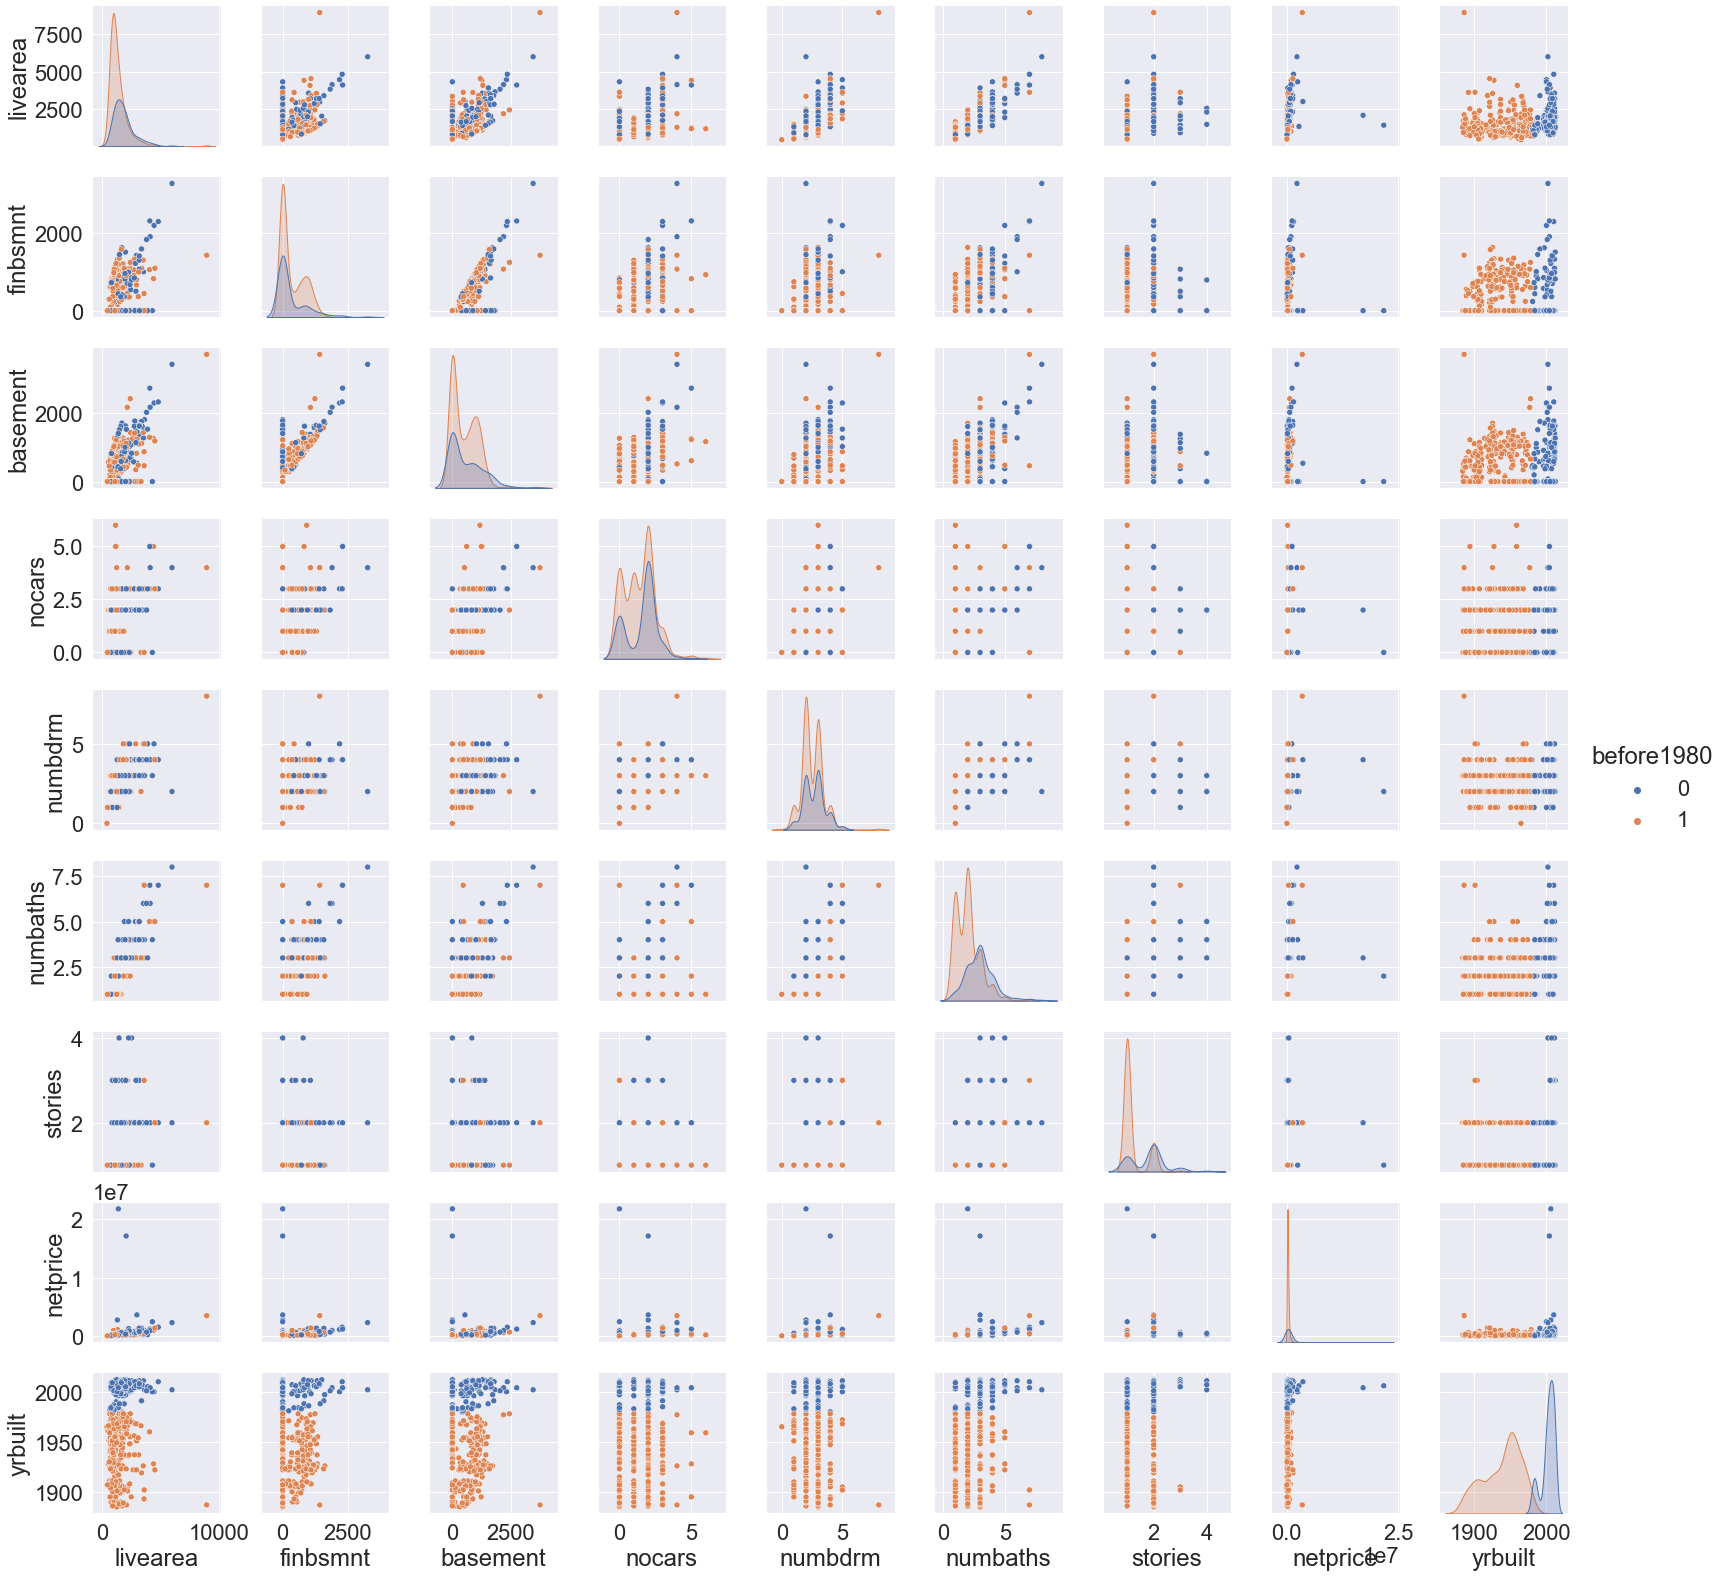 7500
5000
2500
livearea
2000
0
finbsmnt
2000
0
basement
5.0
2.5
0.0
nocars
5
0
numbdrm
before1980
0
1
7.5
5.0
2.5
numbaths
4
2
stories
1e7
2
1
0
netprice
2000
1950
1900
yrbuilt
0 10000 0 2500 0 2500 0 5 0 5 0 5 2 4 0.0 2.5 1900 2000
livearea finbsmnt basement nocars numbdrm numbaths stories netprice 1e7 yrbuilt